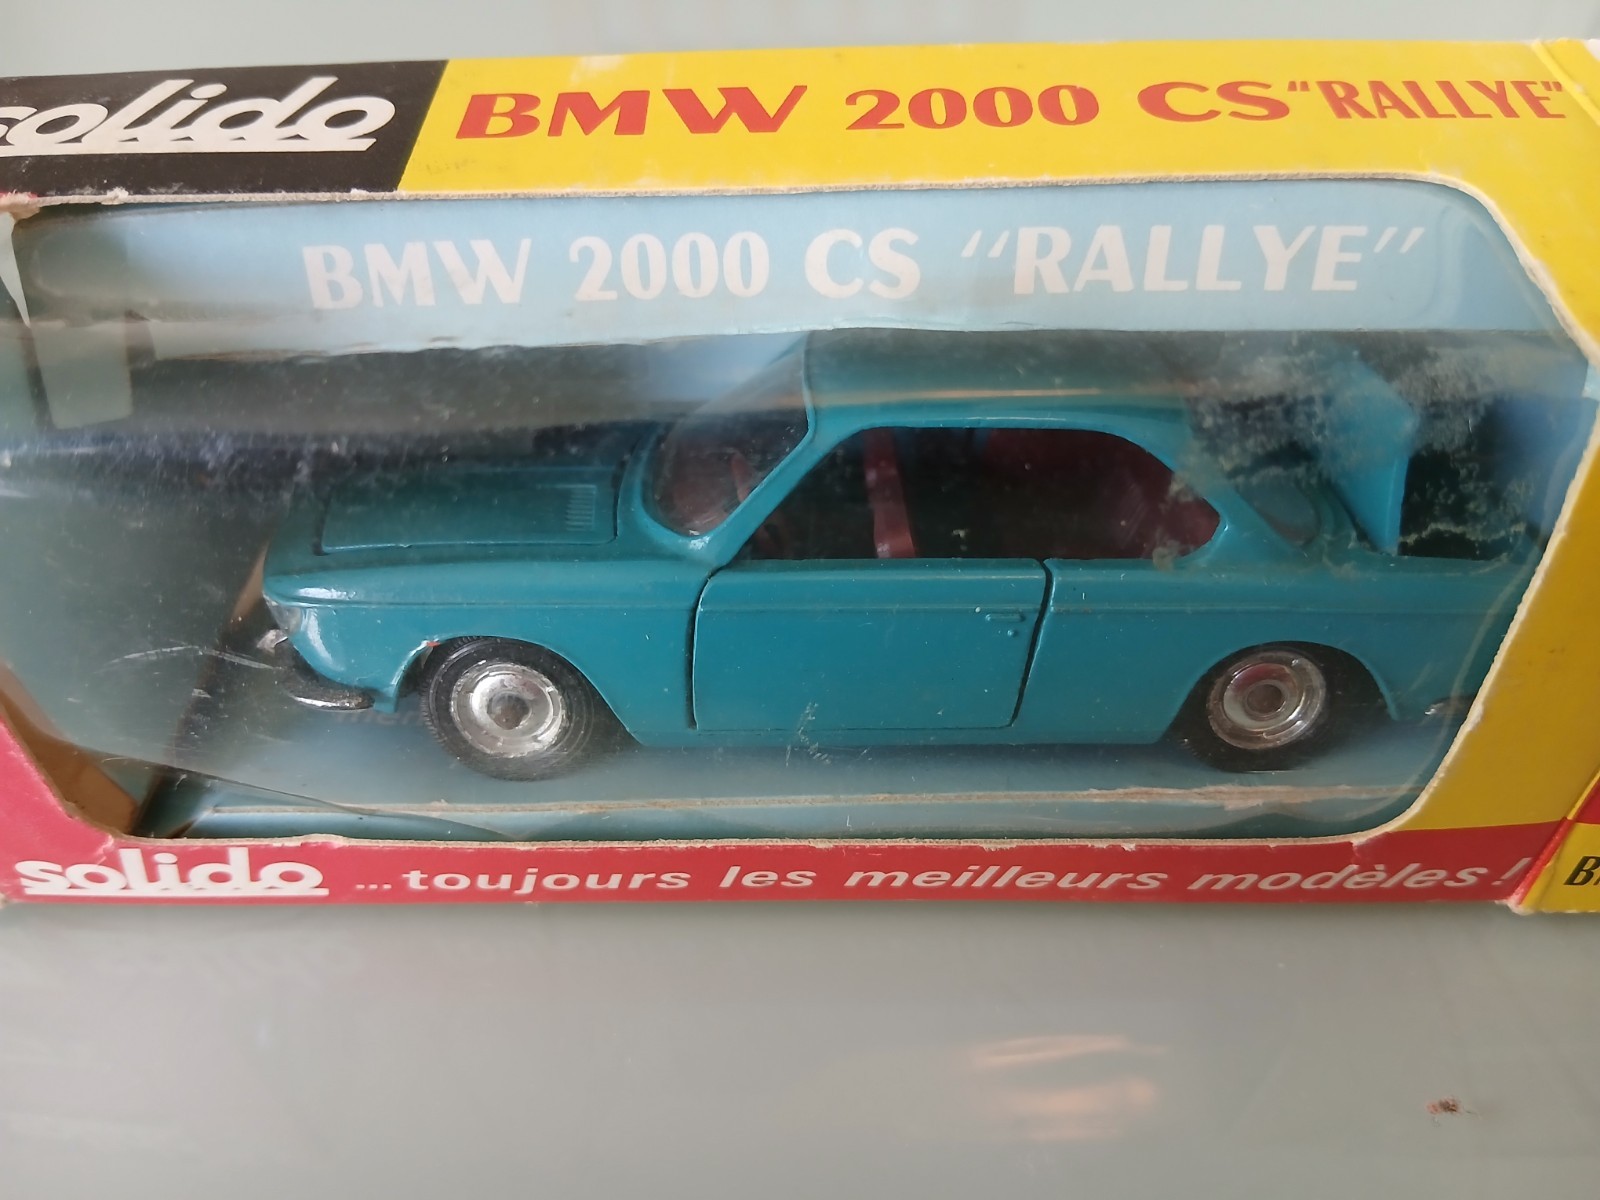 solido
BMW 2000 CS "RALLYE"
BMW 2000 CS "RALLYE"
solido ...toujours les meilleurs modèles!